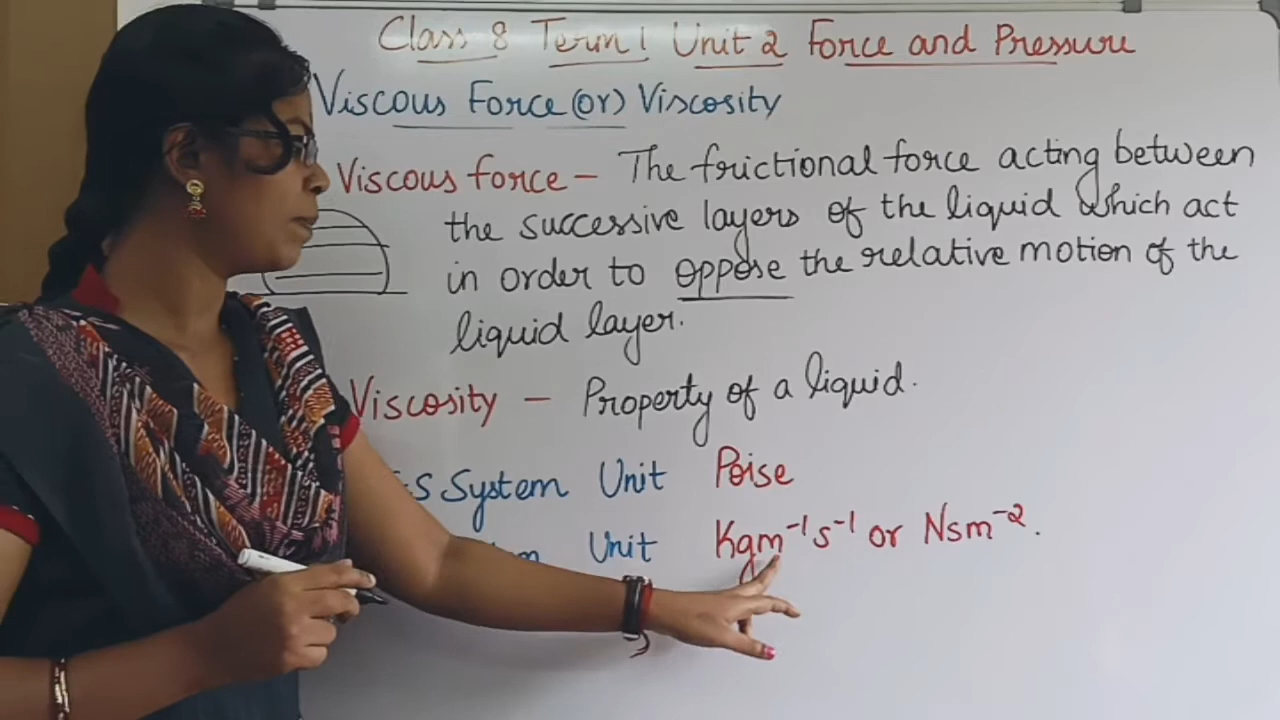 Class 8 Term 1 Unit 2 Force and Pressure
Viscous Force (or) Viscosity
Viscous force - The frictional force acting between
the successive layers of the liquid which act
in order to oppose the relative motion of the
liquid layer.
Viscosity - Property of a liquid.
System Unit Poise
Unit Kgm⁻¹s⁻¹ or Nsm⁻².